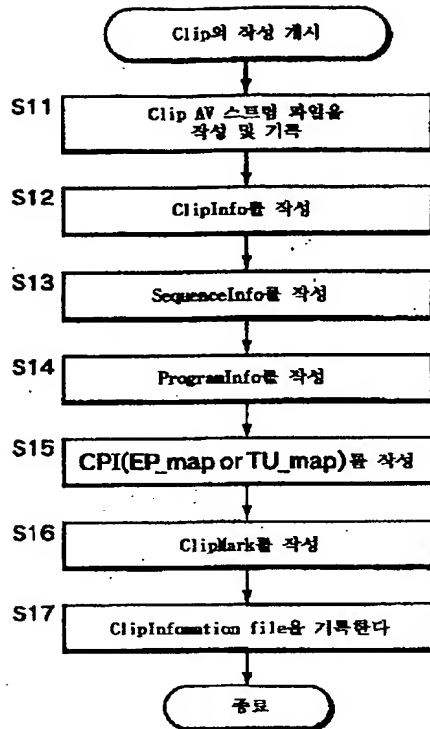 Clip의 작성 개시
S11
Clip AV 스트림 파일을
작성 및 기록
S12
ClipInfo를 작성
S13
SequenceInfo를 작성
S14
ProgramInfo를 작성
S15
CPI(EP_map or TU_map)를 작성
S16
ClipMark를 작성
S17
ClipInfomation file을 기록한다
종료